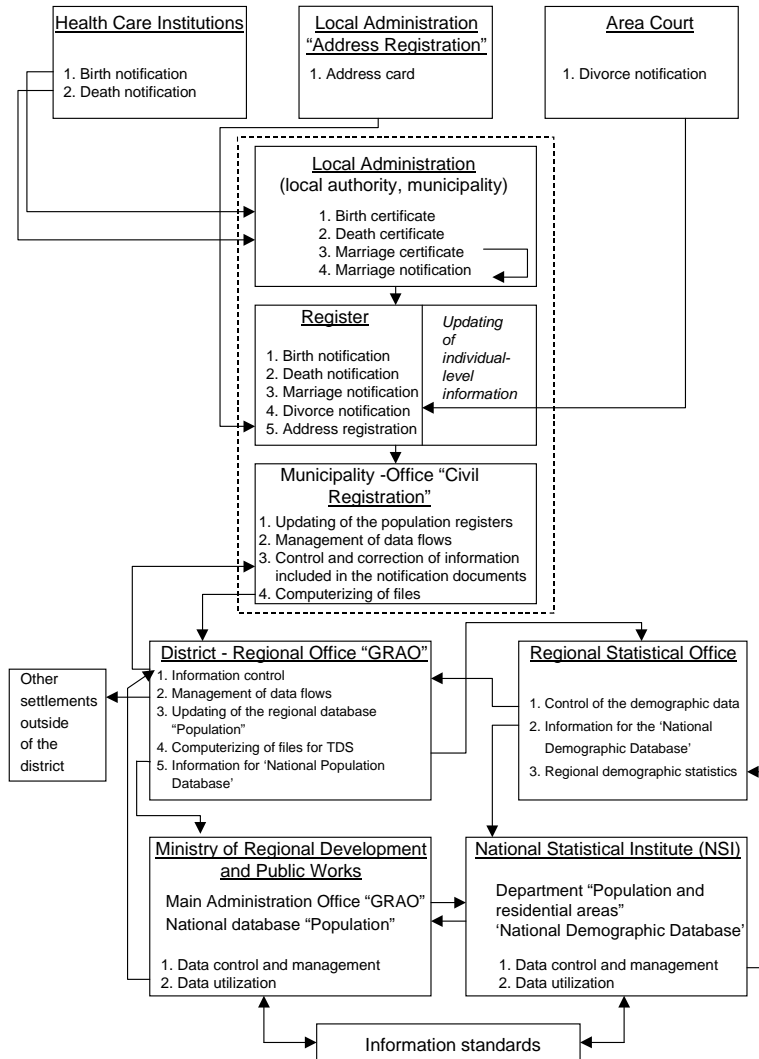 Health Care Institutions
1. Birth notification
2. Death notification
Local Administration
“Address Registration”
1. Address card
Area Court
1. Divorce notification
Local Administration
(local authority, municipality)
1. Birth certificate
2. Death certificate
3. Marriage certificate
4. Marriage notification
Register
1. Birth notification
2. Death notification
3. Marriage notification
4. Divorce notification
5. Address registration
Updating
of
individual-
level
information
Municipality -Office “Civil
Registration”
1. Updating of the population registers
2. Management of data flows
3. Control and correction of information
included in the notification documents
4. Computerizing of files
Other
settlements
outside
of the
district
District - Regional Office “GRAO”
1. Information control
2. Management of data flows
3. Updating of the regional database
“Population”
4. Computerizing of files for TDS
5. Information for ‘National Population
Database’
Regional Statistical Office
1. Control of the demographic data
2. Information for the ‘National
Demographic Database’
3. Regional demographic statistics
Ministry of Regional Development
and Public Works
Main Administration Office “GRAO”
National database “Population”
1. Data control and management
2. Data utilization
National Statistical Institute (NSI)
Department “Population and
residential areas”
‘National Demographic Database’
1. Data control and management
2. Data utilization
Information standards